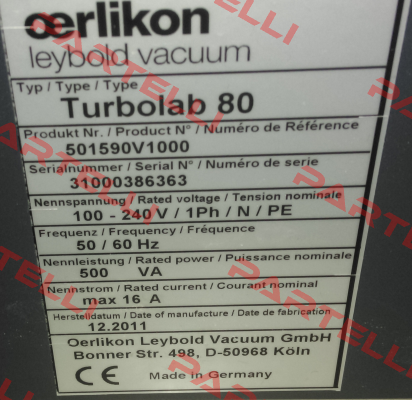 œrlikon
leybold vacuum
Typ / Type / Type
Turbolab 80
Produkt Nr. / Product N° / Numéro de Référence
501590V1000
Serialnummer / Serial N° / Numéro de serie
31000386363
Nennspannung / Rated voltage / Tension nominale
100 - 240 V / 1Ph / N / PE
Frequenz / Frequency / Fréquence
50 / 60 Hz
Nennleistung / Rated power / Puissance nominale
500 VA
Nennstrom / Rated current / Courant nominal
max 16 A
Herstelldatum / Date of manufacture / Date de fabrication
12.2011
Oerlikon Leybold Vacuum GmbH
Bonner Str. 498, D-50968 Köln
CE Made in Germany
PARTELLI
PARTELLI
PARTELLI